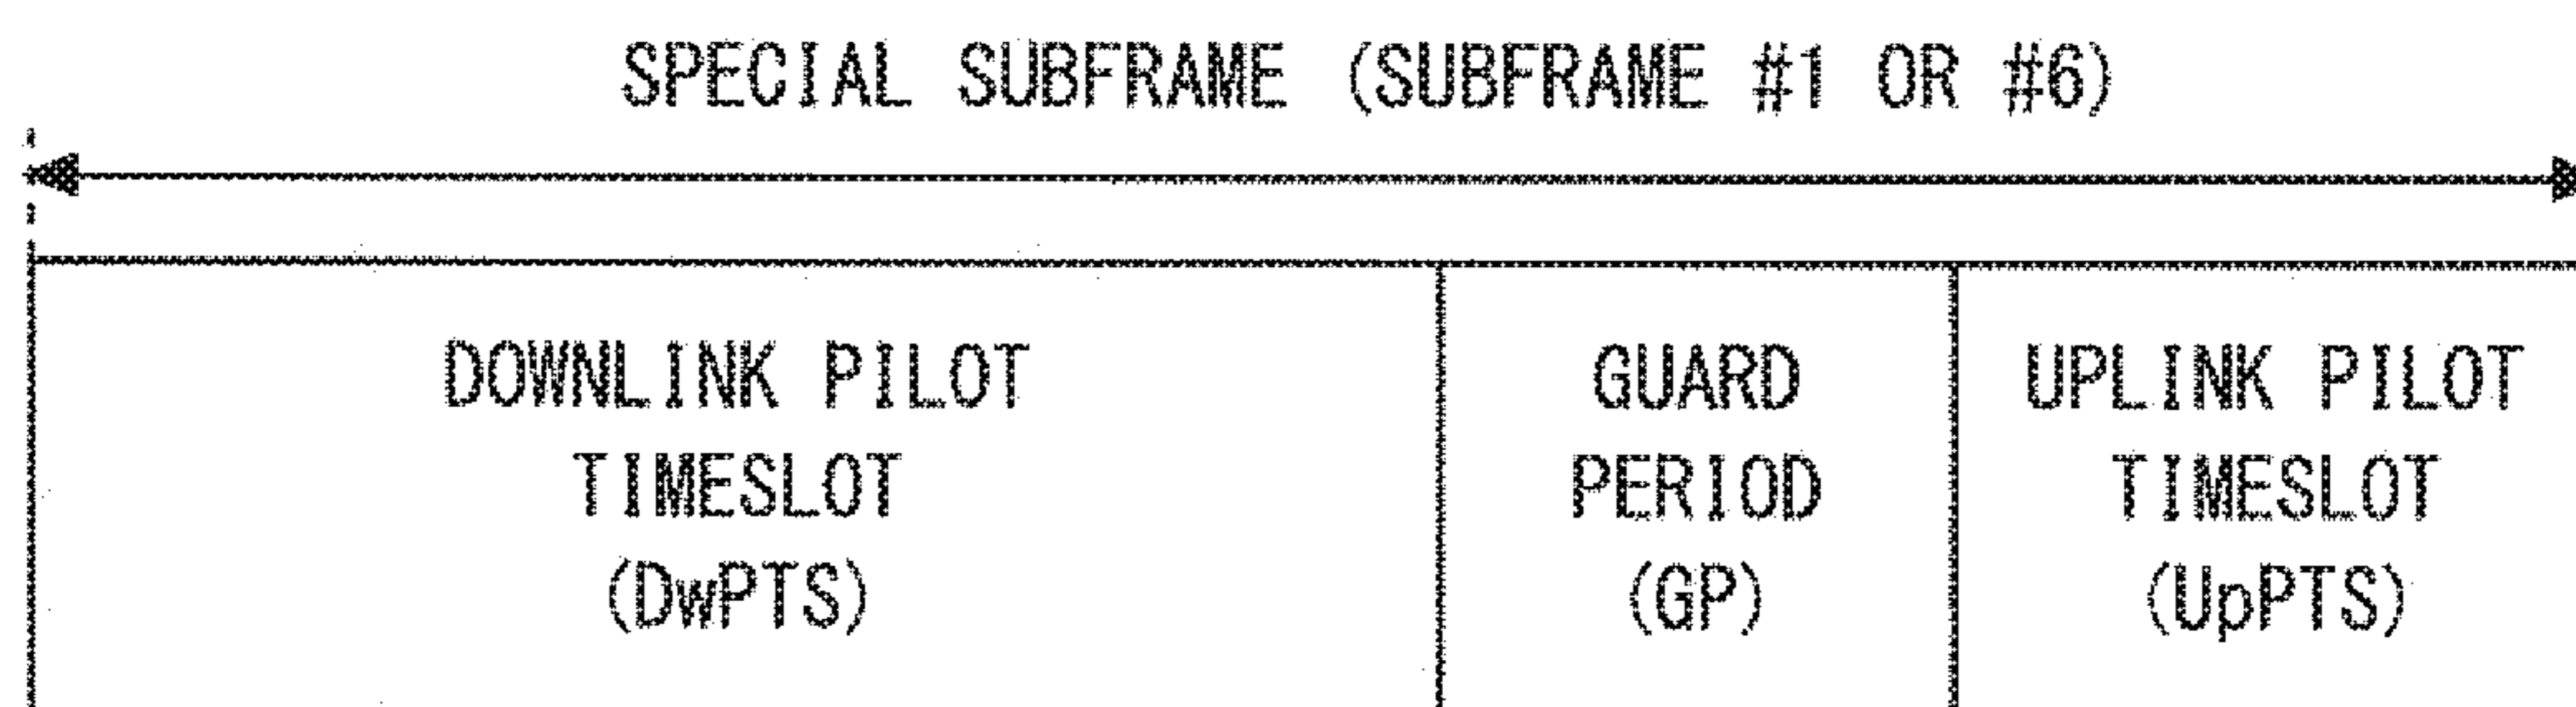 SPECIAL SUBFRAME (SUBFRAME #1 OR #6)
DOWNLINK PILOT
TIMESLOT
(DwPTS)
GUARD
PERIOD
(GP)
UPLINK PILOT
TIMESLOT
(UpPTS)